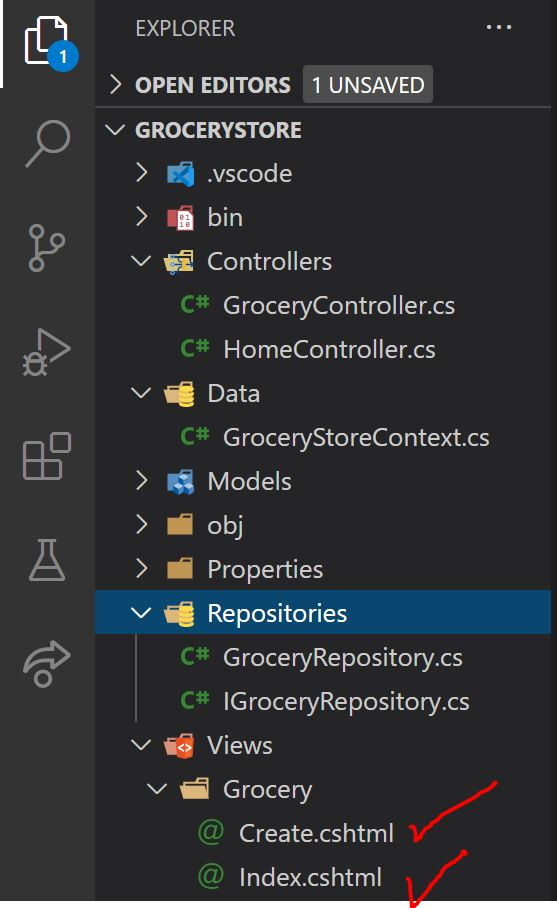 EXPLORER ...
1
OPEN EDITORS 1 UNSAVED
GROCERYSTORE
.vscode
bin
Controllers
C# GroceryController.cs
C# HomeController.cs
Data
C# GroceryStoreContext.cs
Models
obj
Properties
Repositories
C# GroceryRepository.cs
C# IGroceryRepository.cs
Views
Grocery
@ Create.cshtml
@ Index.cshtml